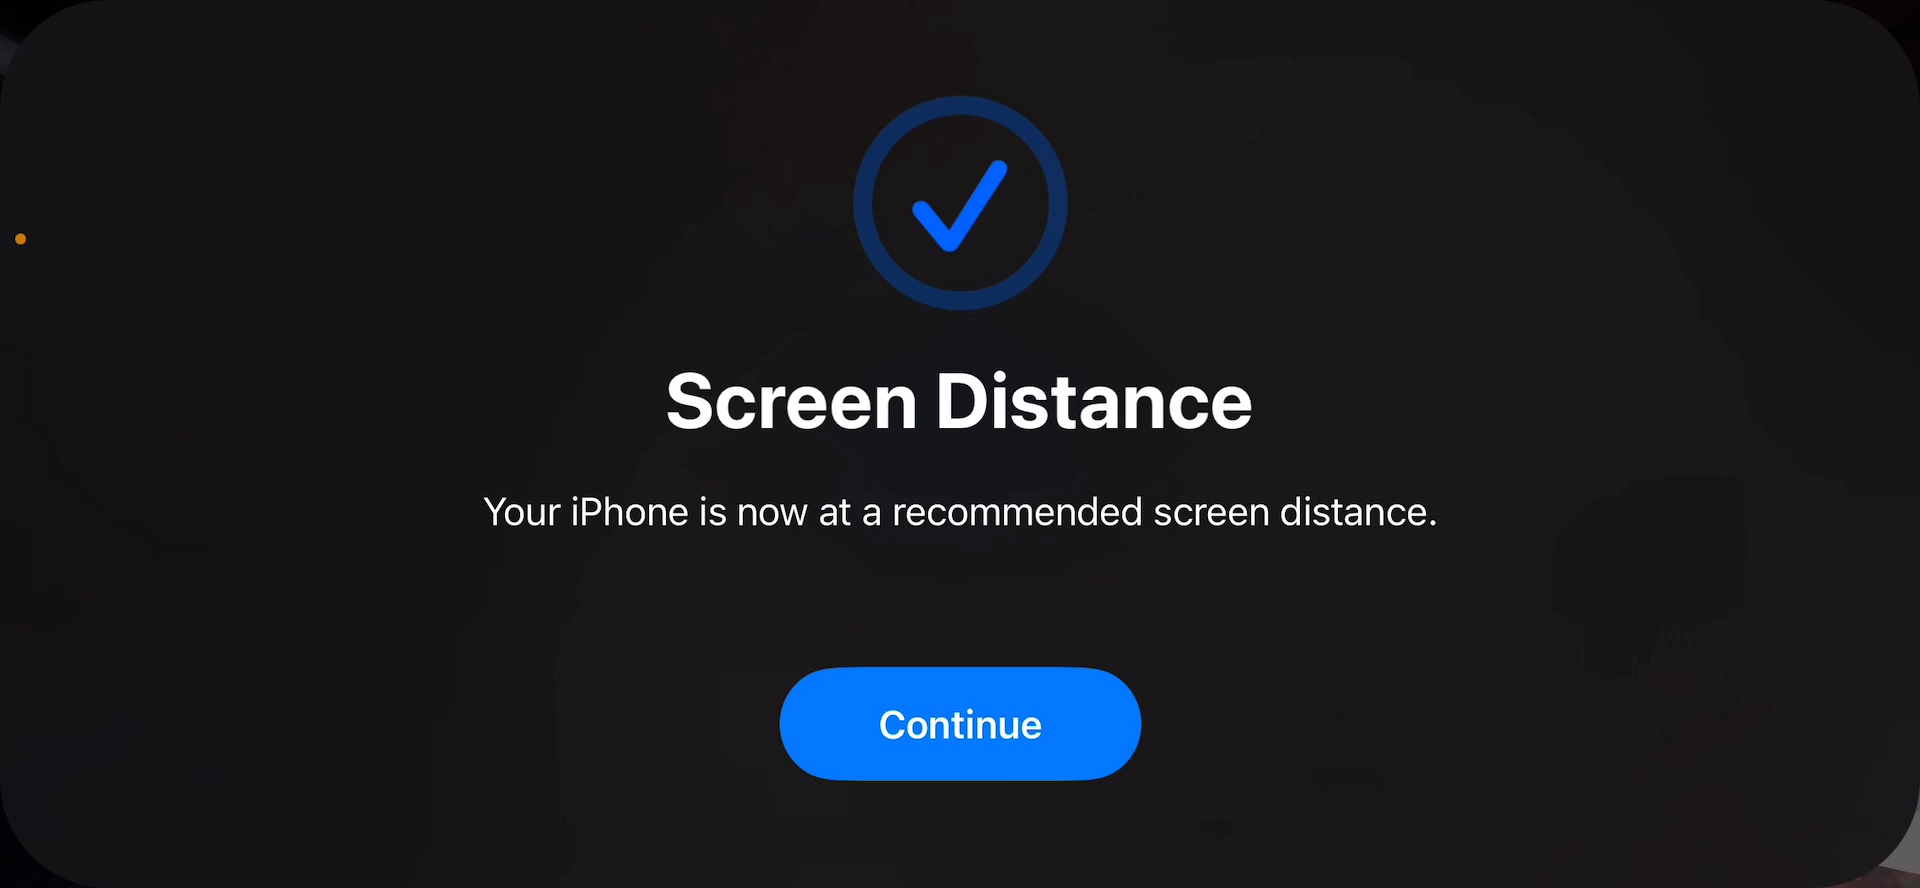 Screen Distance
Your iPhone is now at a recommended screen distance.
Continue